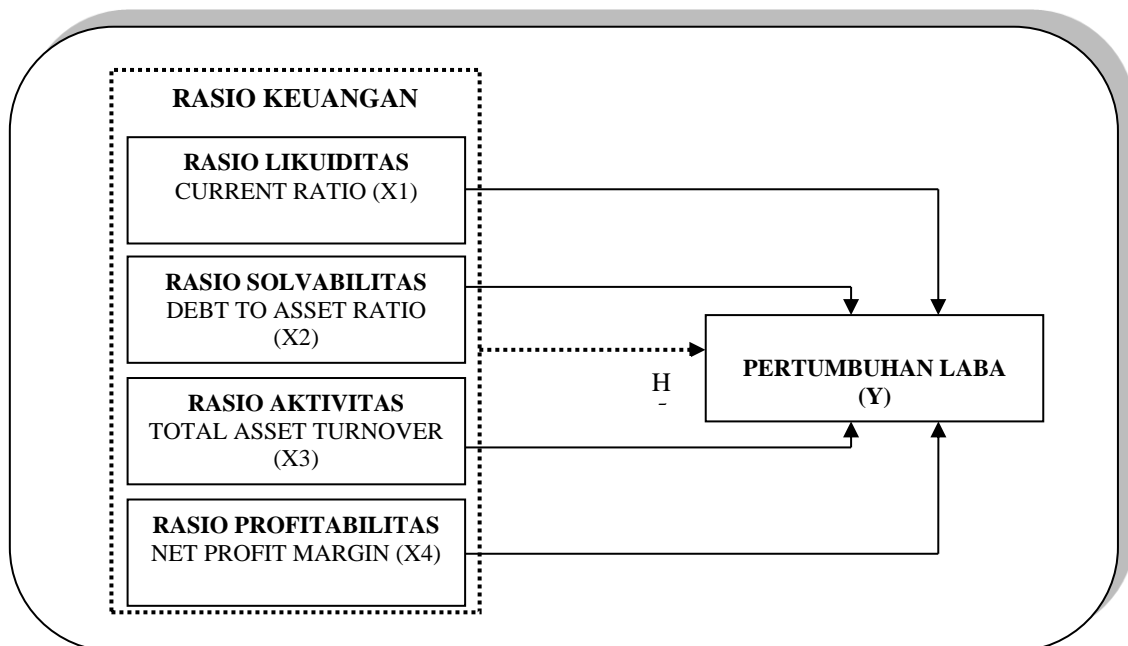 RASIO KEUANGAN
RASIO LIKUIDITAS
CURRENT RATIO (X1)
RASIO SOLVABILITAS
DEBT TO ASSET RATIO
(X2)
H
PERTUMBUHAN LABA
(Y)
RASIO AKTIVITAS
TOTAL ASSET TURNOVER
(X3)
RASIO PROFITABILITAS
NET PROFIT MARGIN (X4)